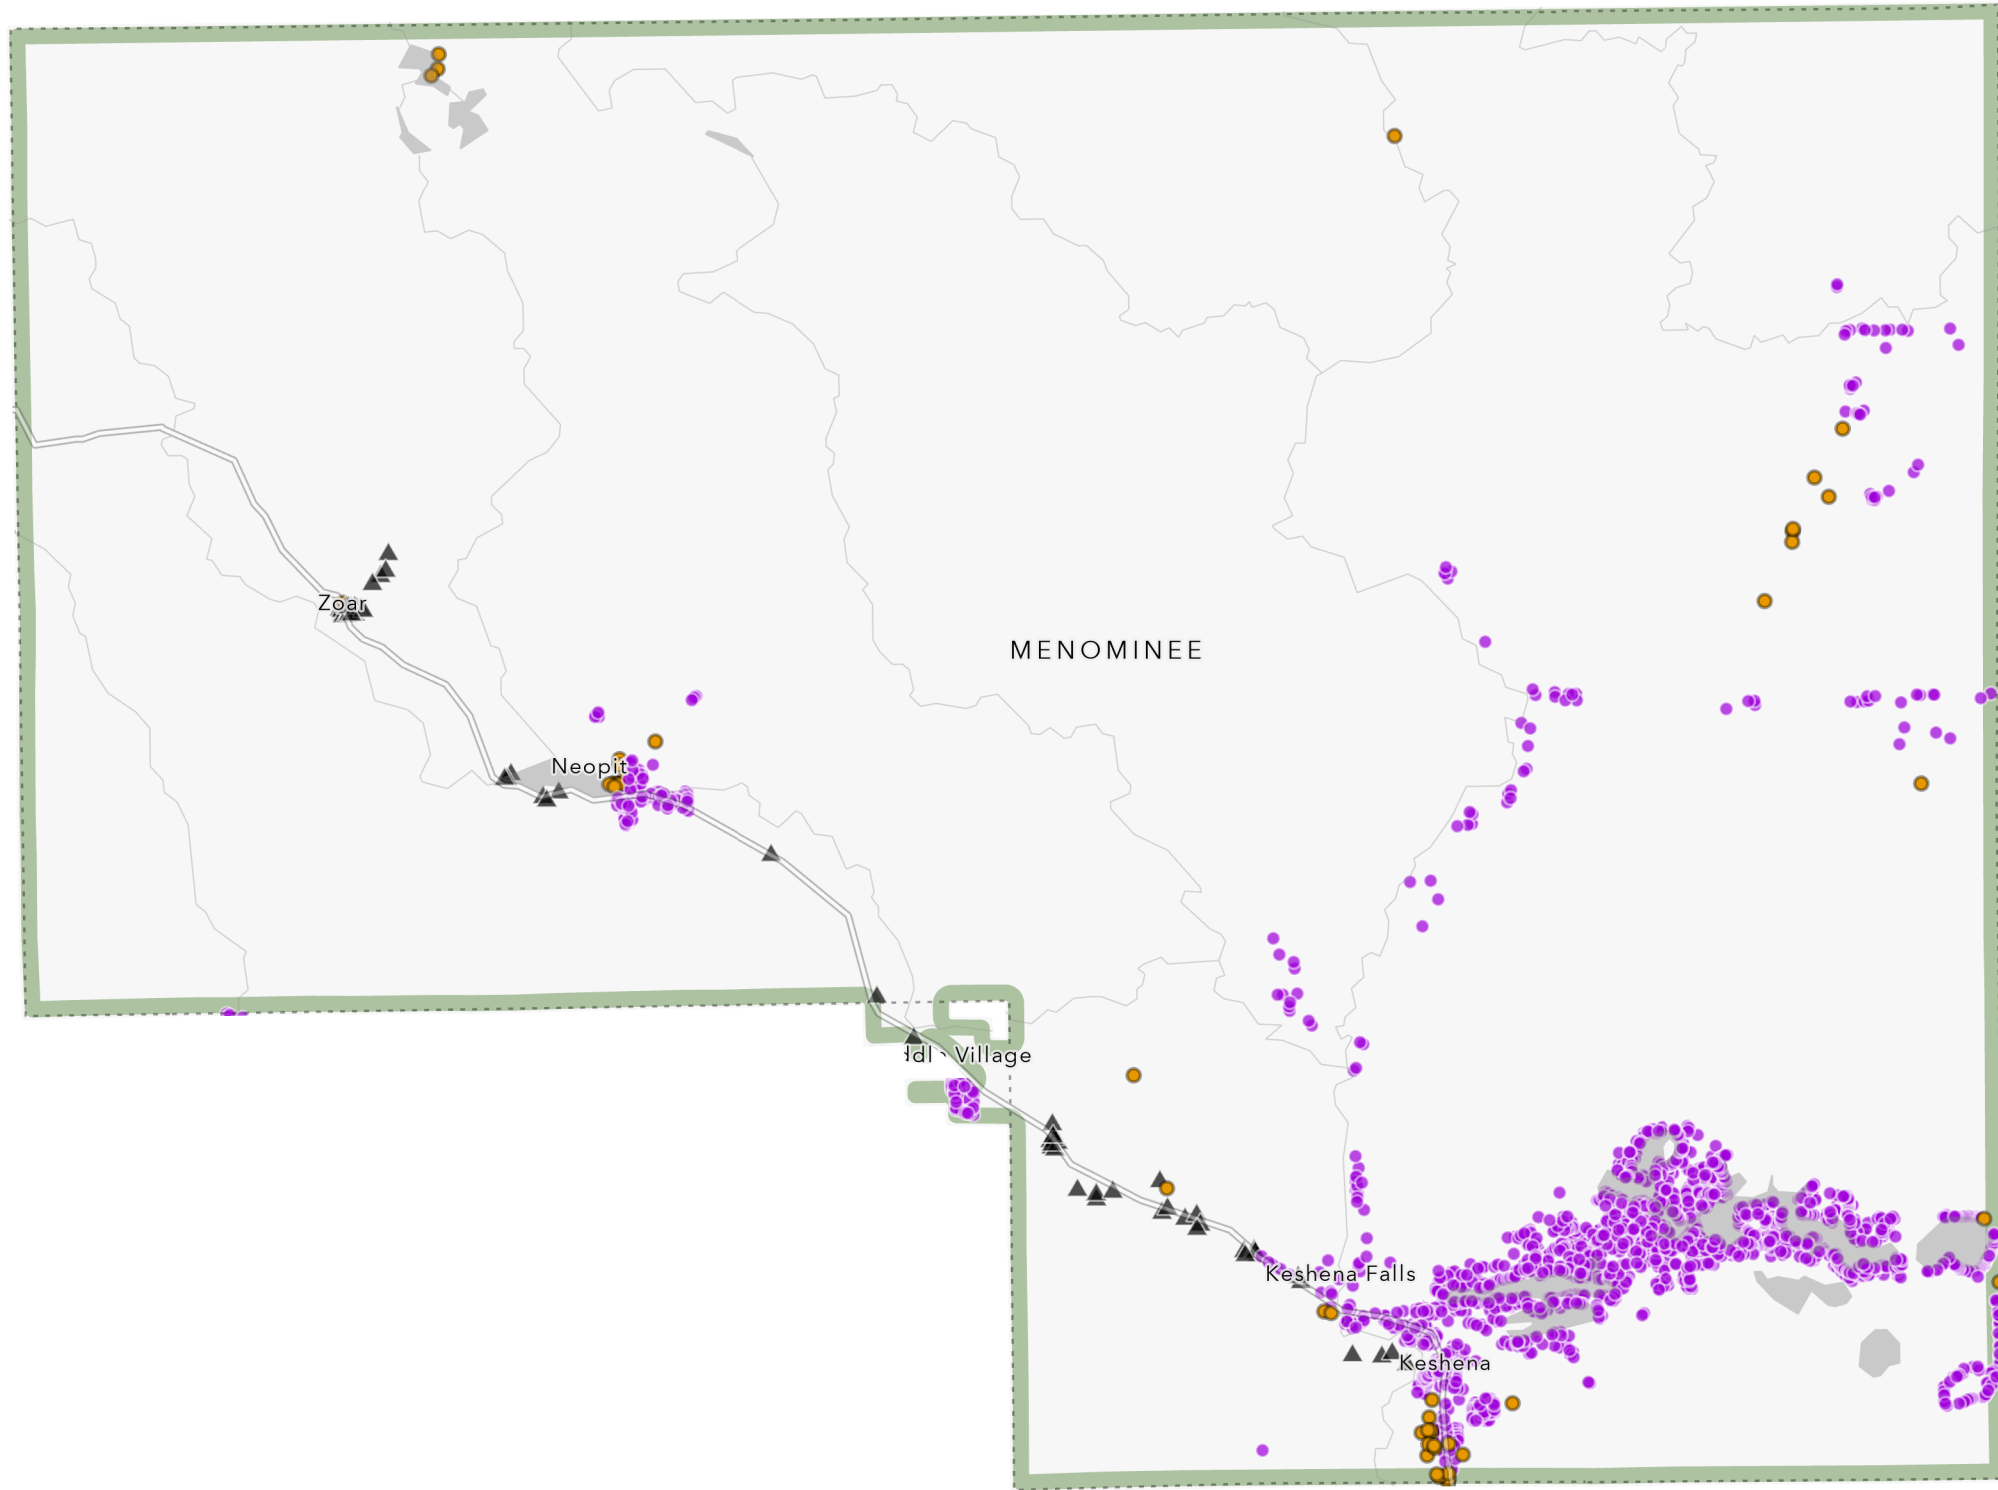 Zoar
MENOMINEE
Neopit
Village
Keshena Falls
Keshena